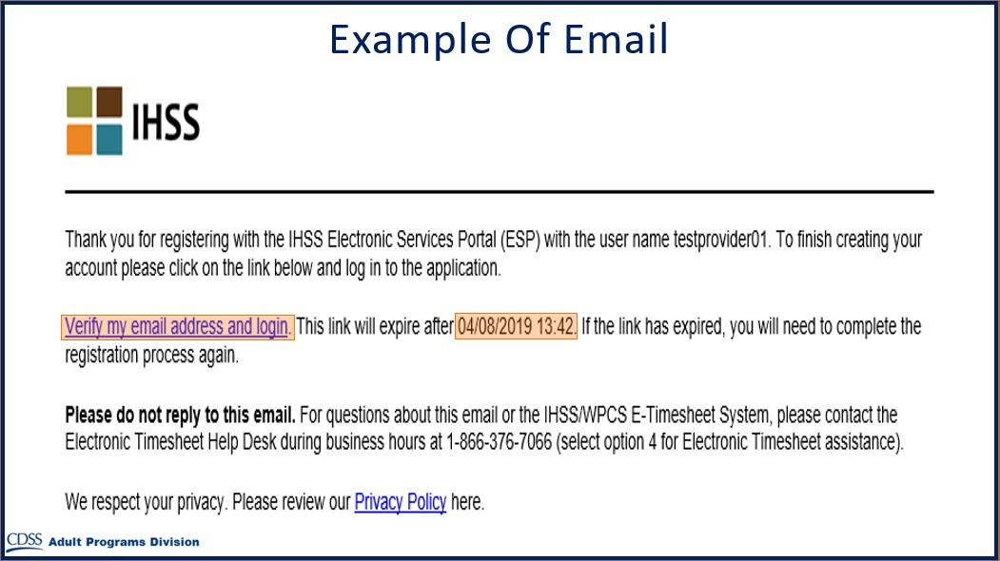 Example Of Email
IHSS
Thank you for registering with the IHSS Electronic Services Portal (ESP) with the user name testprovider01. To finish creating your
account please click on the link below and log in to the application.
Verify my email address and login. This link will expire after 04/08/2019 13:42. If the link has expired, you will need to complete the
registration process again.
Please do not reply to this email. For questions about this email or the IHSS/WPCS E-Timesheet System, please contact the
Electronic Timesheet Help Desk during business hours at 1-866-376-7066 (select option 4 for Electronic Timesheet assistance).
We respect your privacy. Please review our Privacy Policy here.
CDSS Adult Programs Division